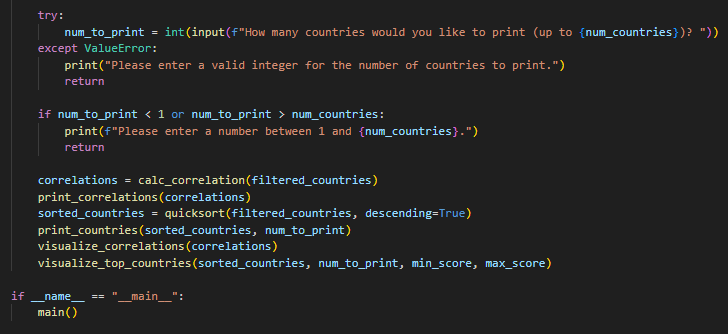 try:
num_to_print = int(input(f"How many countries would you like to print (up to {num_countries})? "))
except ValueError:
print("Please enter a valid integer for the number of countries to print.")
return
if num_to_print < 1 or num_to_print > num_countries:
print(f"Please enter a number between 1 and {num_countries}.")
return
correlations = calc_correlation(filtered_countries)
print_correlations(correlations)
sorted_countries = quicksort(filtered_countries, descending=True)
print_countries(sorted_countries, num_to_print)
visualize_correlations(correlations)
visualize_top_countries(sorted_countries, num_to_print, min_score, max_score)
if __name__ == "__main__":
main()